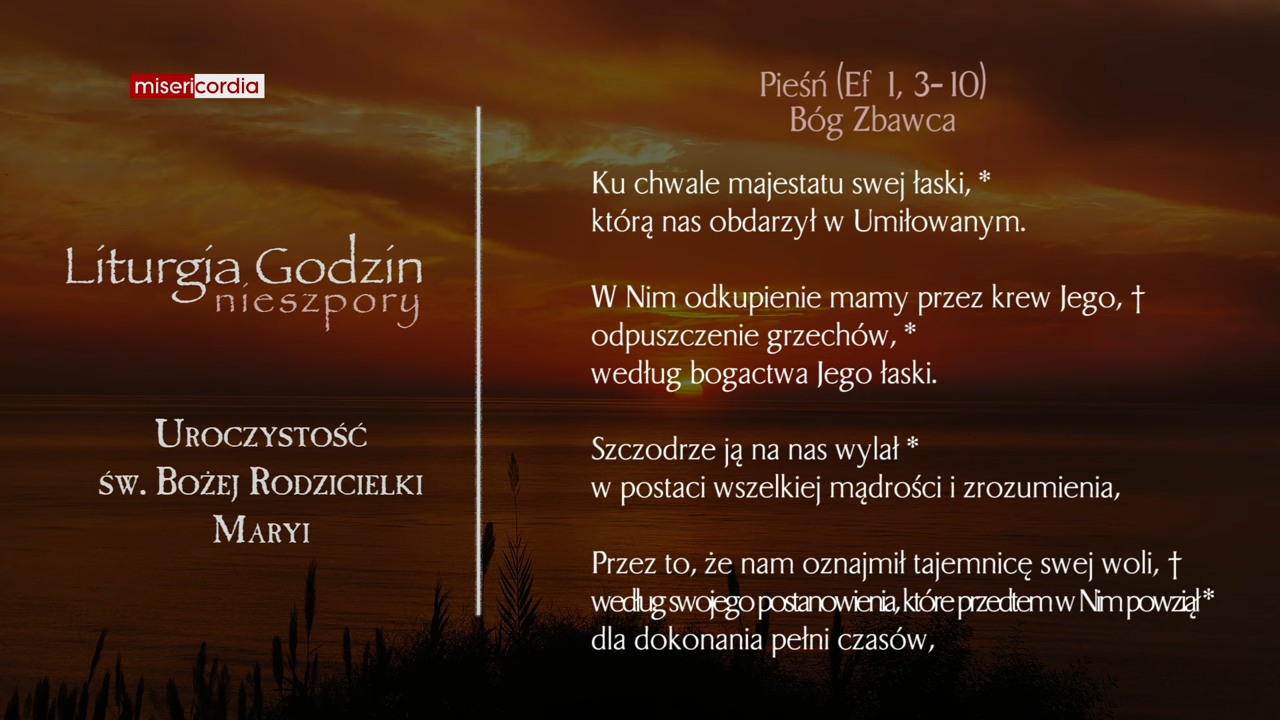 misericordia
Liturgia Godzin
nieszpory
Uroczystość
św. Bożej Rodzicielki
Maryi
Pieśń (Ef 1, 3-10)
Bóg Zbawca
Ku chwale majestatu swej łaski, *
którą nas obdarzył w Umiłowanym.
W Nim odkupienie mamy przez krew Jego, †
odpuszczenie grzechów, *
według bogactwa Jego łaski.
Szczodrze ją na nas wylał *
w postaci wszelkiej mądrości i zrozumienia,
Przez to, że nam oznajmił tajemnicę swej woli, †
według swojego postanowienia, które przedtem w Nim powziął *
dla dokonania pełni czasów,